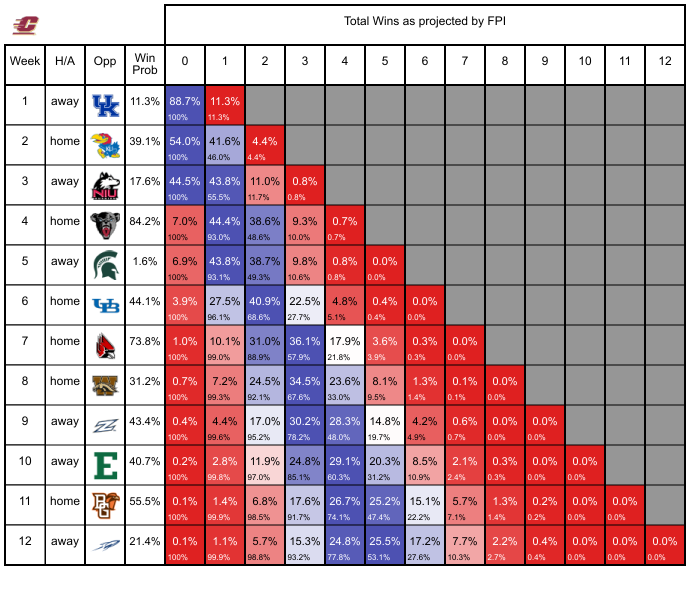 Total Wins as projected by FPI
Week H/A Opp Win Prob 0 1 2 3 4 5 6 7 8 9 10 11 12
1 away UK 11.3% 88.7% 11.3%
100% 11.3%
2 home KU 39.1% 54.0% 41.6% 4.4%
100% 46.0% 4.4%
3 away NIU 17.6% 44.5% 43.8% 11.0% 0.8%
100% 55.5% 11.7% 0.8%
4 home 84.2% 7.0% 44.4% 38.6% 9.3% 0.7%
100% 93.0% 48.6% 10.0% 0.7%
5 away 1.6% 6.9% 43.8% 38.7% 9.8% 0.8% 0.0%
100% 93.1% 49.3% 10.6% 0.8% 0.0%
6 home UB 44.1% 3.9% 27.5% 40.9% 22.5% 4.8% 0.4% 0.0%
100% 96.1% 68.6% 27.7% 5.1% 0.4% 0.0%
7 home 73.8% 1.0% 10.1% 31.0% 36.1% 17.9% 3.6% 0.3% 0.0%
100% 99.0% 88.9% 57.9% 21.8% 3.9% 0.3% 0.0%
8 home 31.2% 0.7% 7.2% 24.5% 34.5% 23.6% 8.1% 1.3% 0.1% 0.0%
100% 99.3% 92.1% 67.6% 33.0% 9.5% 1.4% 0.1% 0.0%
9 away 43.4% 0.4% 4.4% 17.0% 30.2% 28.3% 14.8% 4.2% 0.6% 0.0% 0.0%
100% 99.6% 95.2% 78.2% 48.0% 19.7% 4.9% 0.7% 0.0% 0.0%
10 away E 40.7% 0.2% 2.8% 11.9% 24.8% 29.1% 20.3% 8.5% 2.1% 0.3% 0.0% 0.0%
100% 99.8% 97.0% 85.1% 60.3% 31.2% 10.9% 2.4% 0.3% 0.0% 0.0%
11 home BG 55.5% 0.1% 1.4% 6.8% 17.6% 26.7% 25.2% 15.1% 5.7% 1.3% 0.2% 0.0% 0.0%
100% 99.9% 98.5% 91.7% 74.1% 47.4% 22.2% 7.1% 1.4% 0.2% 0.0% 0.0%
12 away 21.4% 0.1% 1.1% 5.7% 15.3% 24.8% 25.5% 17.2% 7.7% 2.2% 0.4% 0.0% 0.0% 0.0%
100% 99.9% 98.8% 93.2% 77.8% 53.1% 27.6% 10.3% 2.7% 0.4% 0.0% 0.0% 0.0%